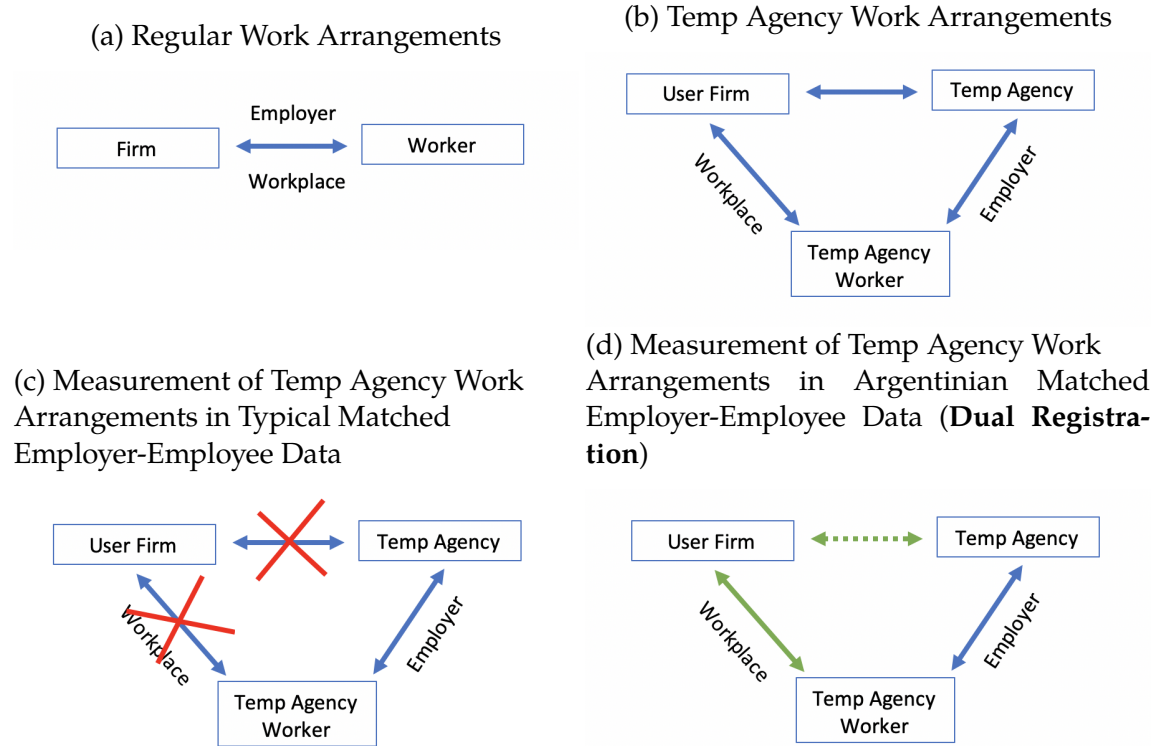 (a) Regular Work Arrangements
Employer
Firm
Worker
Workplace
(b) Temp Agency Work Arrangements
User Firm
Temp Agency
Workplace
Employer
Temp Agency
Worker
(c) Measurement of Temp Agency Work
Arrangements in Typical Matched
Employer-Employee Data
User Firm
Temp Agency
Workplace
Employer
Temp Agency
Worker
(d) Measurement of Temp Agency Work
Arrangements in Argentinian Matched
Employer-Employee Data (Dual Registra-
tion)
User Firm
Temp Agency
Workplace
Employer
Temp Agency
Worker